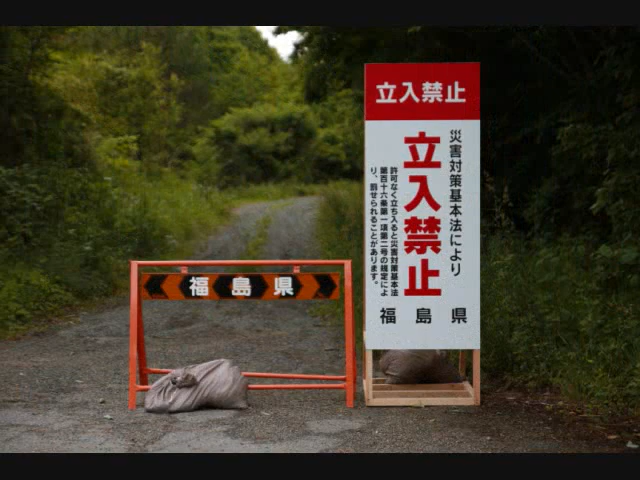 立入禁止
災害対策基本法により
立入禁止
許可なく立ち入ると災害対策基本法
第百十六条第一項第二号の規定によ
り、罰せられることがあります。
福島県
福島県